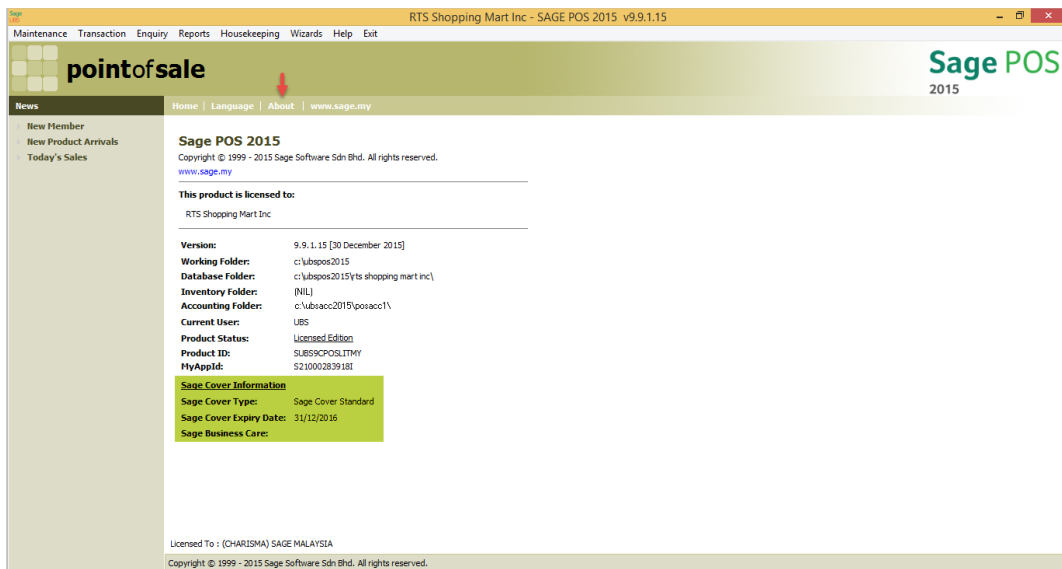 Sage UBS
RTS Shopping Mart Inc - SAGE POS 2015 v9.9.1.15
Maintenance Transaction Enquiry Reports Housekeeping Wizards Help Exit
pointofsale
Sage POS
2015
News
Home | Language | About | www.sage.my
New Member
New Product Arrivals
Today's Sales
Sage POS 2015
Copyright © 1999 - 2015 Sage Software Sdn Bhd. All rights reserved.
www.sage.my
This product is licensed to:
RTS Shopping Mart Inc
Version: 9.9.1.15 [30 December 2015]
Working Folder: c:\ubspos2015
Database Folder: c:\ubspos2015\rts shopping mart inc\
Inventory Folder: (NIL)
Accounting Folder: c:\ubsacc2015\posacc1\
Current User: UBS
Product Status: Licensed Edition
Product ID: SUBS9CPOSLITMY
MyAppId: S21000283918I
Sage Cover Information
Sage Cover Type: Sage Cover Standard
Sage Cover Expiry Date: 31/12/2016
Sage Business Care:
Licensed To : (CHARISMA) SAGE MALAYSIA
Copyright © 1999 - 2015 Sage Software Sdn Bhd. All rights reserved.